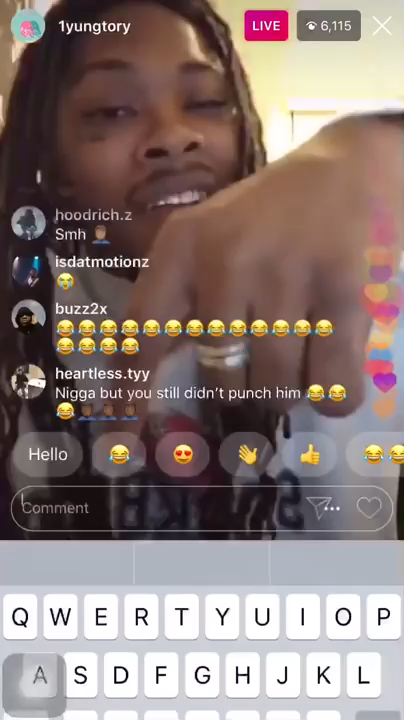 1yungtory
LIVE
6,115
hoodrich.z
Smh 🤦🏽‍♂️
isdatmotionz
😭
buzz2x
😂😂😂😂😂😂😂😂😂😂😂😂😂
😂😂😂😂
heartless.tyy
Nigga but you still didn't punch him 😂😂
😂🤦🏾‍♂️🤦🏾‍♂️🤦🏾‍♂️
Hello 😂 😍 👋 👍 😂😂
Comment
Q W E R T Y U I O P
A S D F G H J K L